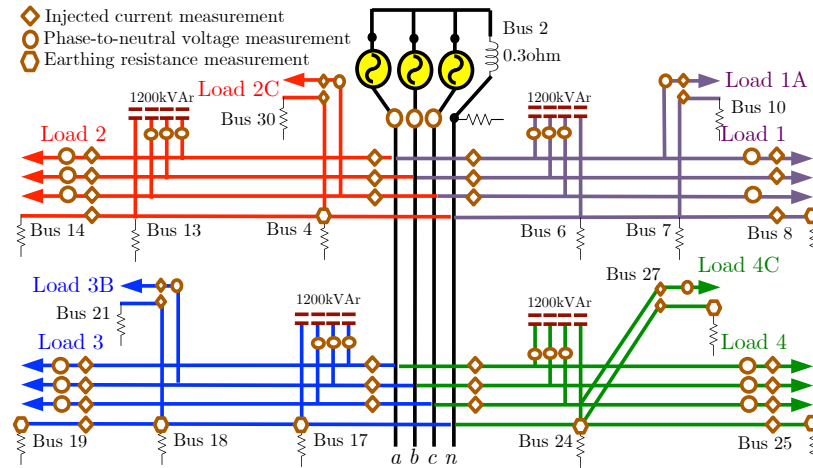 Injected current measurement
Phase-to-neutral voltage measurement
Earthing resistance measurement
Bus 2
0.3ohm
Load 2C
1200kVAr
Bus 30
Load 2
1200kVAr
Load 1A
Bus 10
Load 1
Bus 14
Bus 13
Bus 4
Bus 6
Bus 7
Bus 8
Load 3B
Bus 21
1200kVAr
Load 3
1200kVAr
Bus 27
Load 4C
Load 4
Bus 19
Bus 18
Bus 17
Bus 24
Bus 25
a b c n